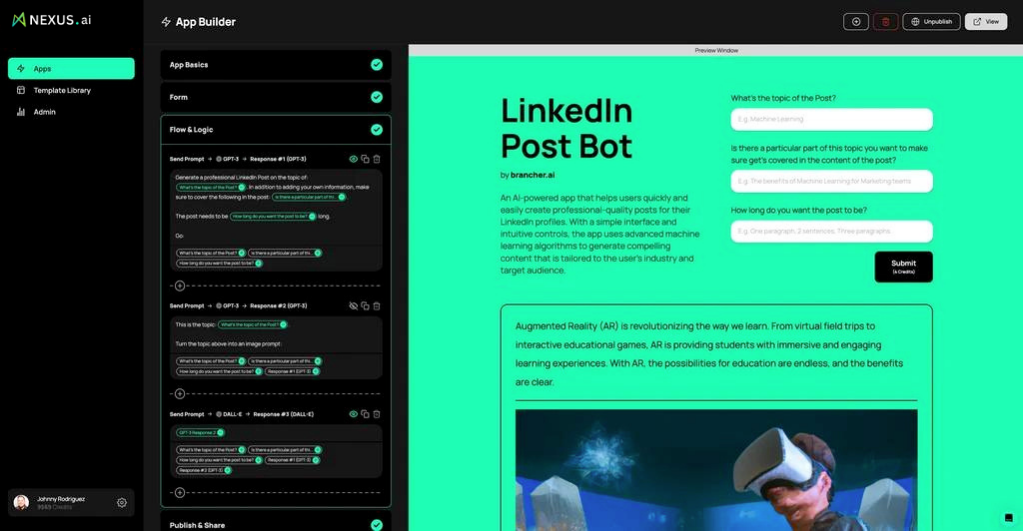 NEXUS.ai
Apps
Template Library
Admin
Johnny Rodriguez
9569 Credits
App Builder
Unpublish
View
App Basics
Form
Flow & Logic
Send Prompt → GPT-3 → Response #1 (GPT-3)
Generate a professional LinkedIn Post on the topic of:
What's the topic of the Post? . In addition to adding your own information, make
sure to cover the following in the post: Is there a particular part of thi...
The post needs to be How long do you want the post to be? long.
Go:
What's the topic of the Post? Is there a particular part of thi...
How long do you want the post to be?
Send Prompt → GPT-3 → Response #2 (GPT-3)
This is the topic: What's the topic of the Post?
Turn the topic above into an image prompt:
What's the topic of the Post? Is there a particular part of thi...
How long do you want the post to be? Response #1 (GPT-3)
Send Prompt → DALL-E → Response #3 (DALL-E)
GPT-3 Response 2
What's the topic of the Post? Is there a particular part of thi...
How long do you want the post to be? Response #1 (GPT-3)
Response #2 (GPT-3)
Publish & Share
Preview Window
LinkedIn
Post Bot
by brancher.ai
An AI-powered app that helps users quickly and
easily create professional-quality posts for their
LinkedIn profiles. With a simple interface and
intuitive controls, the app uses advanced machine
learning algorithms to generate compelling
content that is tailored to the user's industry and
target audience.
What's the topic of the Post?
E.g. Machine Learning
Is there a particular part of this topic you want to make
sure get's covered in the content of the post?
E.g. The benefits of Machine Learning for Marketing teams
How long do you want the post to be?
E.g. One paragraph, 2 sentences, Three paragraphs
Submit
(4 Credits)
Augmented Reality (AR) is revolutionizing the way we learn. From virtual field trips to
interactive educational games, AR is providing students with immersive and engaging
learning experiences. With AR, the possibilities for education are endless, and the benefits
are clear.